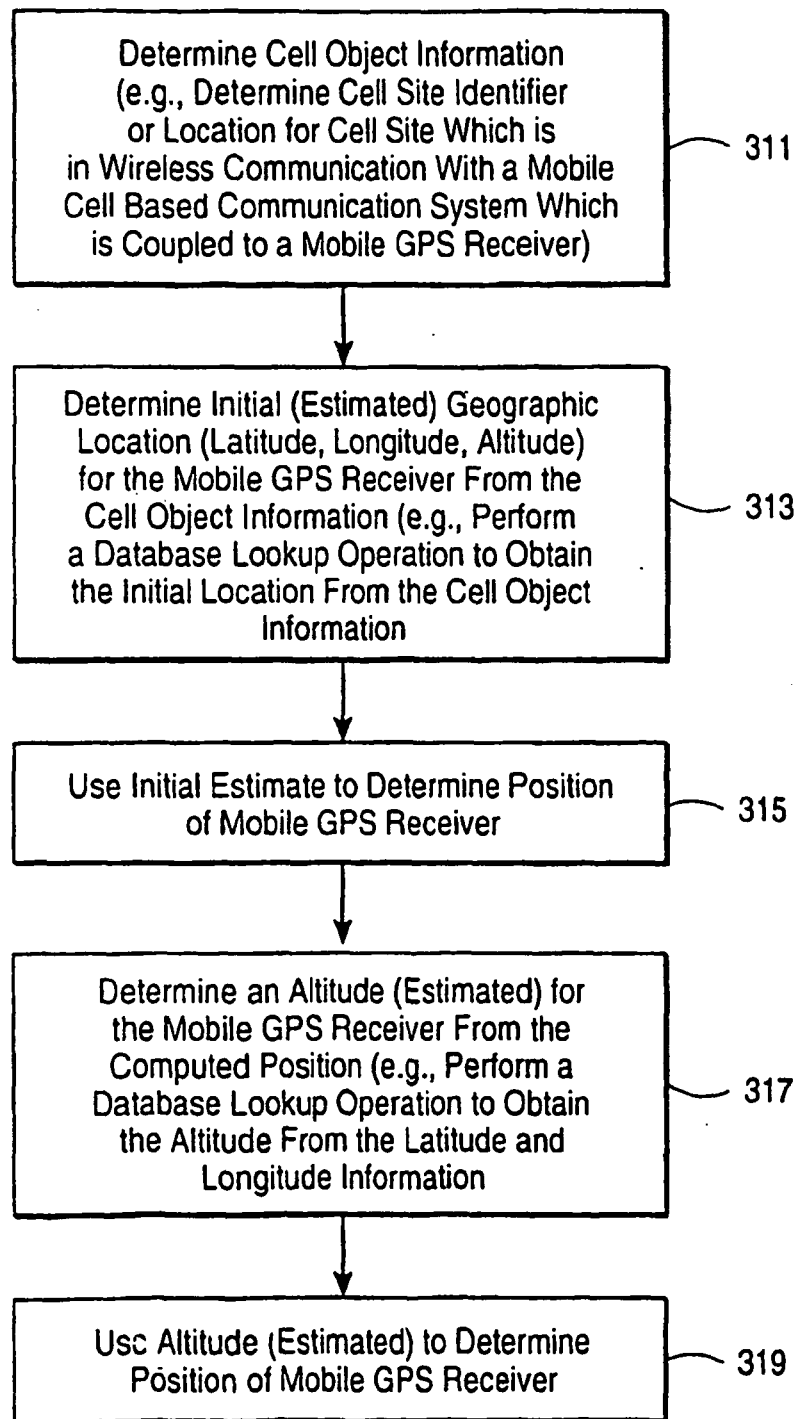 Determine Cell Object Information
(e.g., Determine Cell Site Identifier
or Location for Cell Site Which is
in Wireless Communication With a Mobile
Cell Based Communication System Which
is Coupled to a Mobile GPS Receiver)
311
Determine Initial (Estimated) Geographic
Location (Latitude, Longitude, Altitude)
for the Mobile GPS Receiver From the
Cell Object Information (e.g., Perform
a Database Lookup Operation to Obtain
the Initial Location From the Cell Object
Information
313
Use Initial Estimate to Determine Position
of Mobile GPS Receiver
315
Determine an Altitude (Estimated) for
the Mobile GPS Receiver From the
Computed Position (e.g., Perform a
Database Lookup Operation to Obtain
the Altitude From the Latitude and
Longitude Information
317
Use Altitude (Estimated) to Determine
Position of Mobile GPS Receiver
319